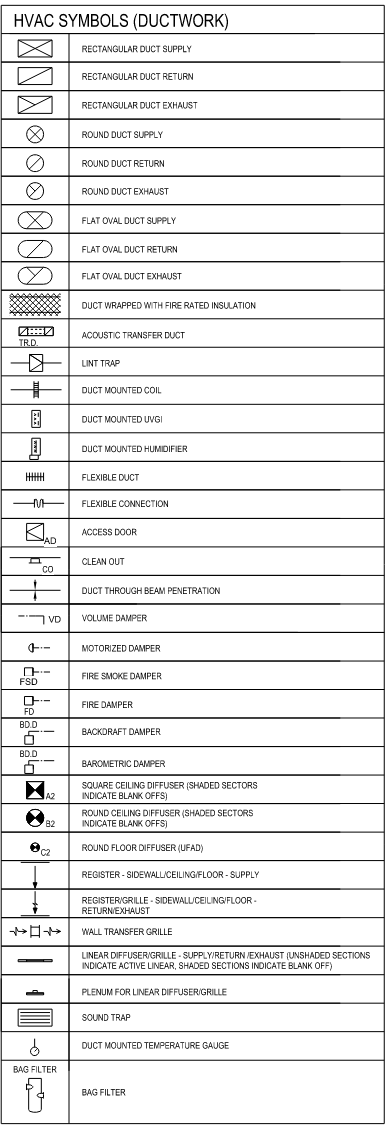 HVAC SYMBOLS (DUCTWORK)
RECTANGULAR DUCT SUPPLY
RECTANGULAR DUCT RETURN
RECTANGULAR DUCT EXHAUST
ROUND DUCT SUPPLY
ROUND DUCT RETURN
ROUND DUCT EXHAUST
FLAT OVAL DUCT SUPPLY
FLAT OVAL DUCT RETURN
FLAT OVAL DUCT EXHAUST
DUCT WRAPPED WITH FIRE RATED INSULATION
TR.D. ACOUSTIC TRANSFER DUCT
LINT TRAP
DUCT MOUNTED COIL
DUCT MOUNTED UVGI
DUCT MOUNTED HUMIDIFIER
FLEXIBLE DUCT
FLEXIBLE CONNECTION
AD ACCESS DOOR
CO CLEAN OUT
DUCT THROUGH BEAM PENETRATION
VD VOLUME DAMPER
MOTORIZED DAMPER
FSD FIRE SMOKE DAMPER
FD FIRE DAMPER
BD.D BACKDRAFT DAMPER
BD.D BAROMETRIC DAMPER
A2 SQUARE CEILING DIFFUSER (SHADED SECTORS
INDICATE BLANK OFFS)
B2 ROUND CEILING DIFFUSER (SHADED SECTORS
INDICATE BLANK OFFS)
C2 ROUND FLOOR DIFFUSER (UFAD)
REGISTER - SIDEWALL/CEILING/FLOOR - SUPPLY
REGISTER/GRILLE - SIDEWALL/CEILING/FLOOR -
RETURN/EXHAUST
WALL TRANSFER GRILLE
LINEAR DIFFUSER/GRILLE - SUPPLY/RETURN /EXHAUST (UNSHADED SECTIONS
INDICATE ACTIVE LINEAR, SHADED SECTIONS INDICATE BLANK OFF)
PLENUM FOR LINEAR DIFFUSER/GRILLE
SOUND TRAP
DUCT MOUNTED TEMPERATURE GAUGE
BAG FILTER
BAG FILTER